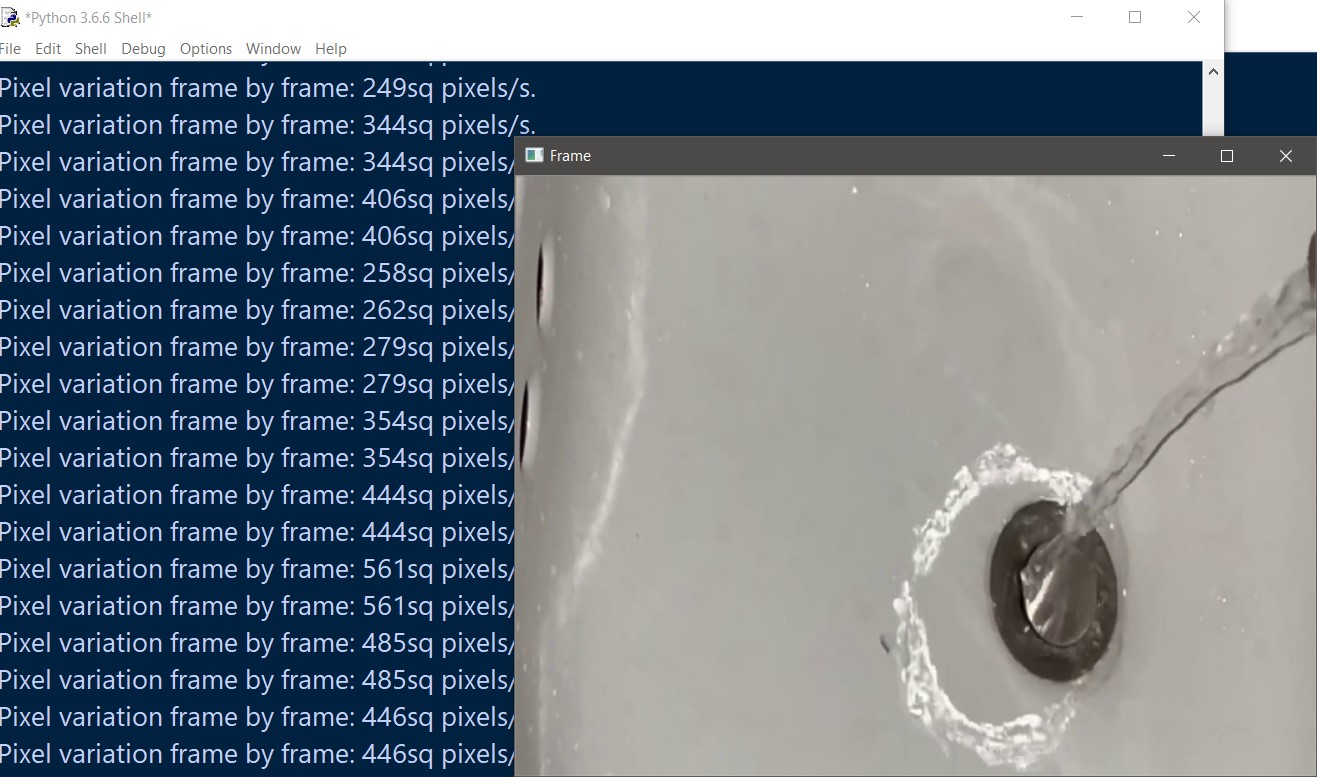 *Python 3.6.6 Shell*
File Edit Shell Debug Options Window Help
Pixel variation frame by frame: 249sq pixels/s.
Pixel variation frame by frame: 344sq pixels/s.
Pixel variation frame by frame: 344sq pixels/
Frame
Pixel variation frame by frame: 406sq pixels/
Pixel variation frame by frame: 406sq pixels/
Pixel variation frame by frame: 258sq pixels/
Pixel variation frame by frame: 262sq pixels/
Pixel variation frame by frame: 279sq pixels/
Pixel variation frame by frame: 279sq pixels/
Pixel variation frame by frame: 354sq pixels/
Pixel variation frame by frame: 354sq pixels/
Pixel variation frame by frame: 444sq pixels/
Pixel variation frame by frame: 444sq pixels/
Pixel variation frame by frame: 561sq pixels/
Pixel variation frame by frame: 561sq pixels/
Pixel variation frame by frame: 485sq pixels/
Pixel variation frame by frame: 485sq pixels/
Pixel variation frame by frame: 446sq pixels/
Pixel variation frame by frame: 446sq pixels/